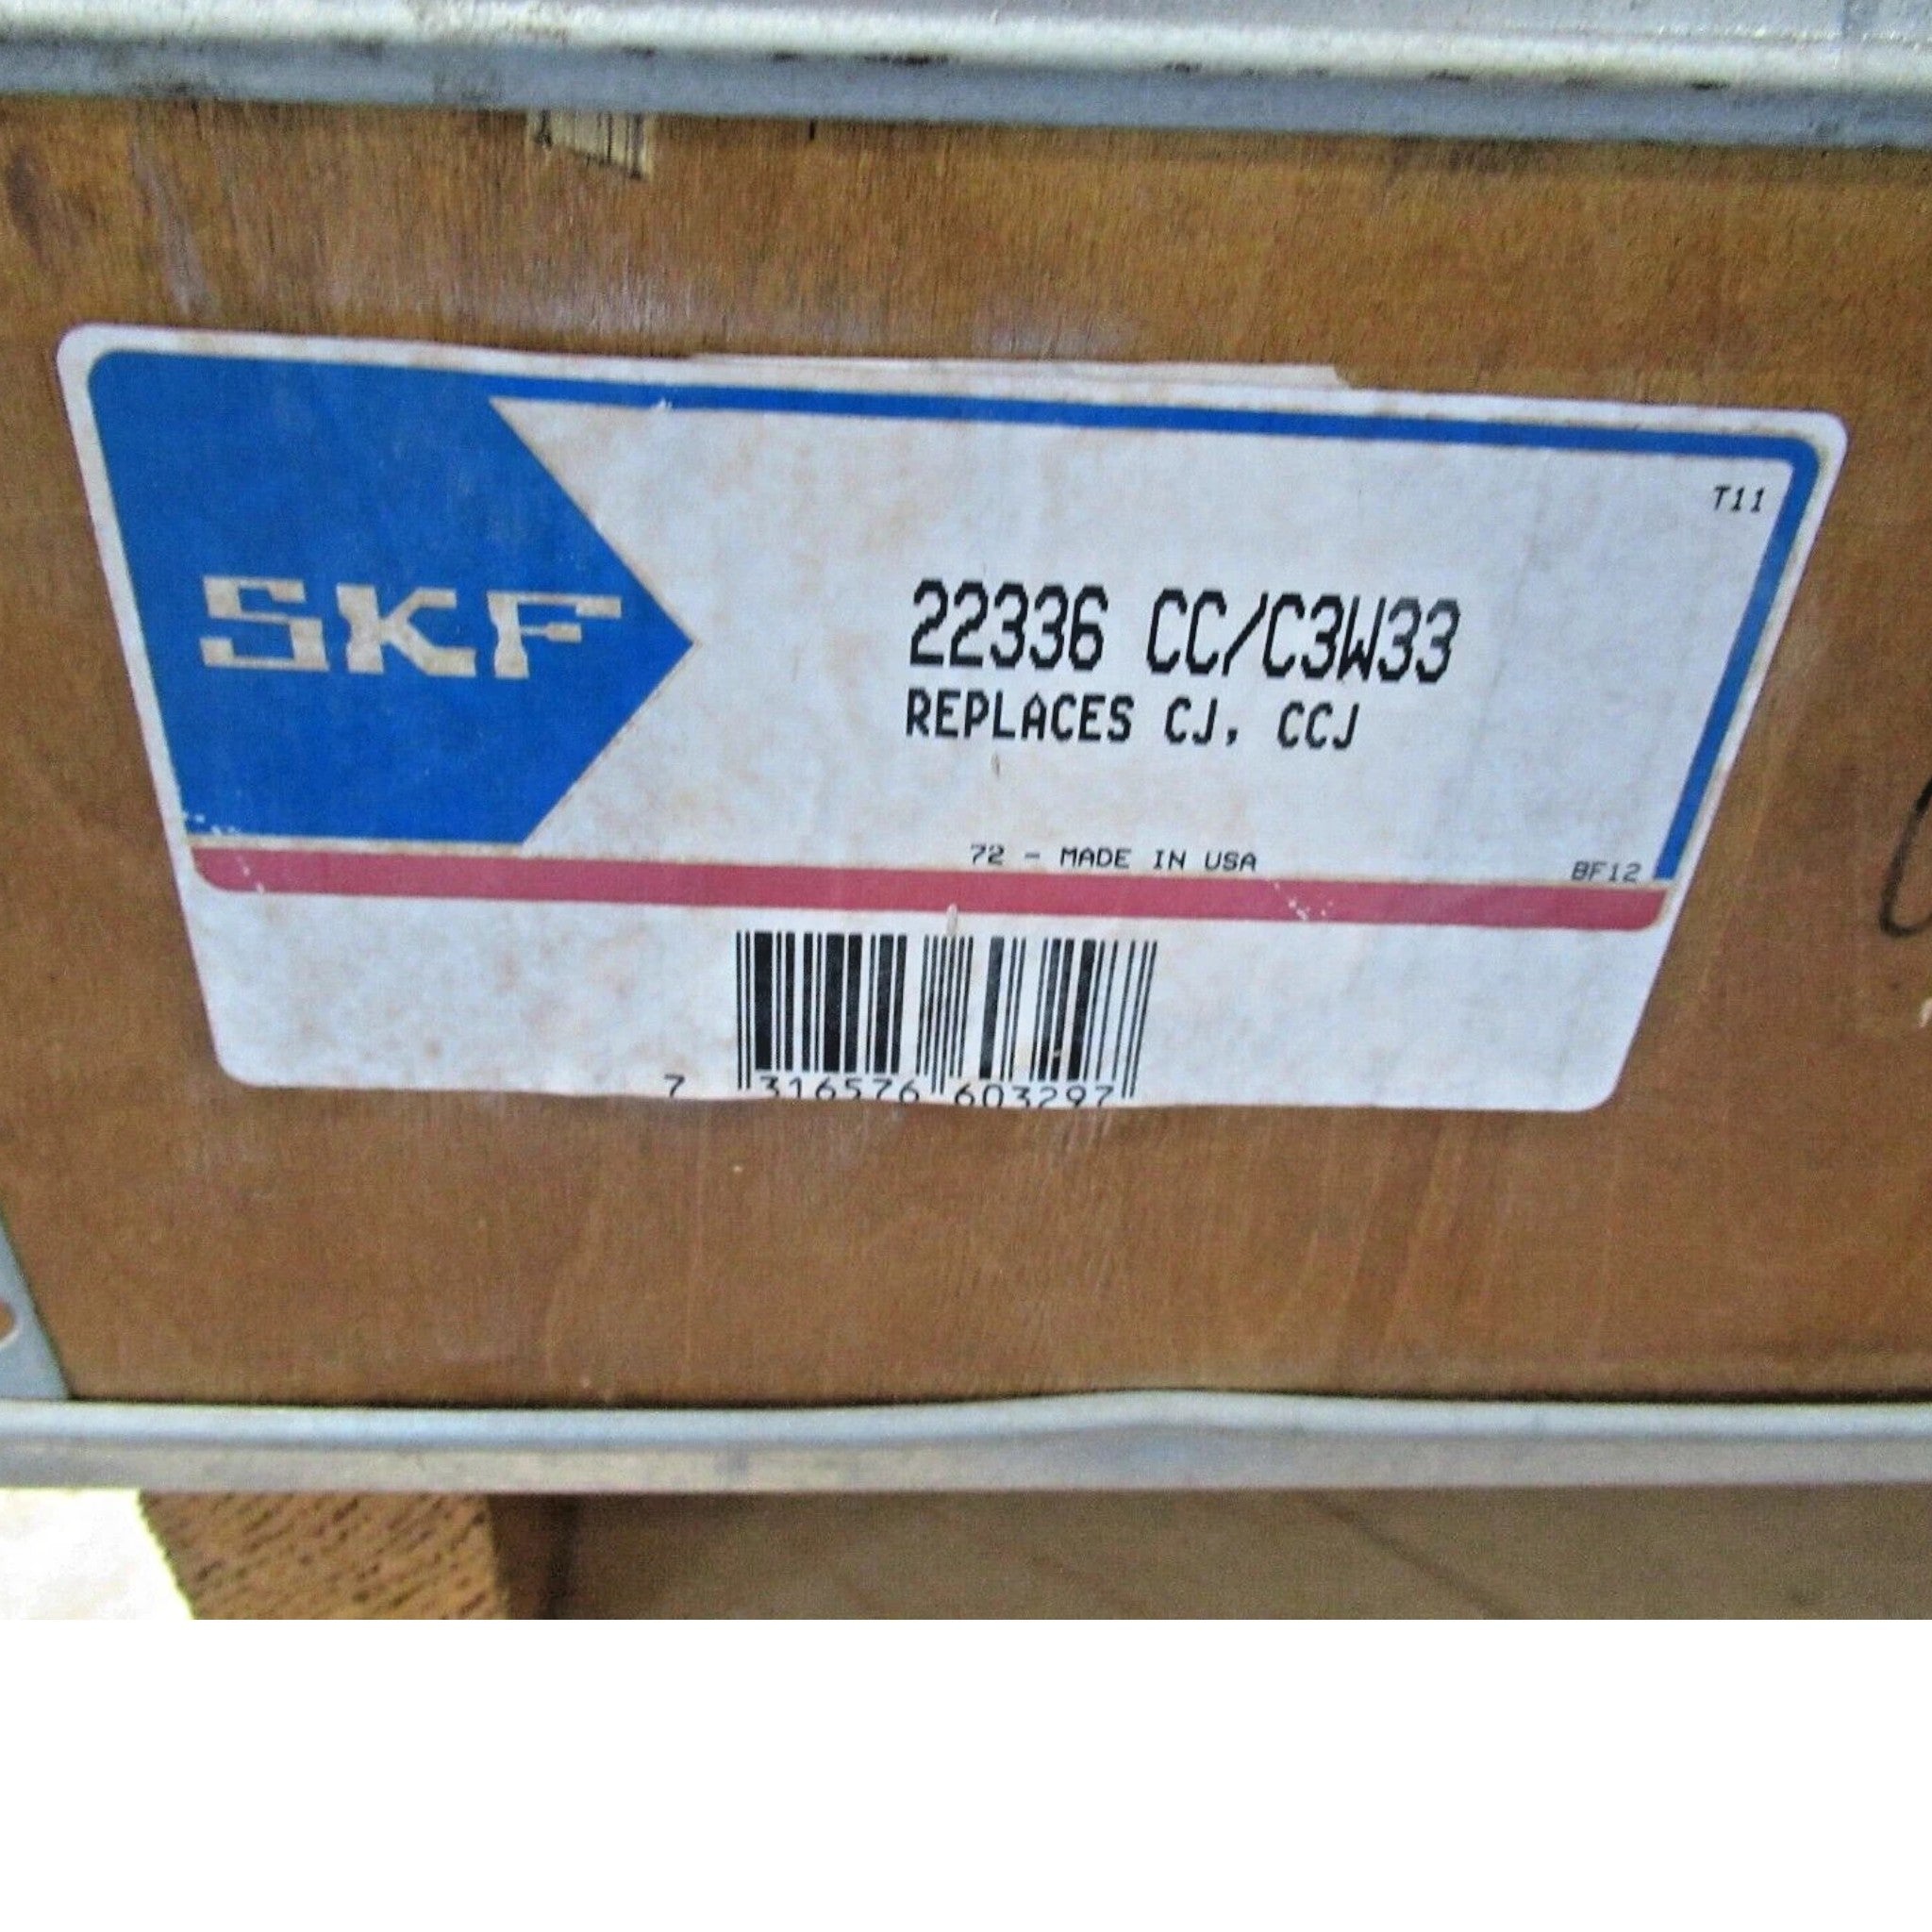 T11
SKF
22336 CC/C3W33
REPLACES CJ, CCJ
72 - MADE IN USA
BF12
7 316576 603297